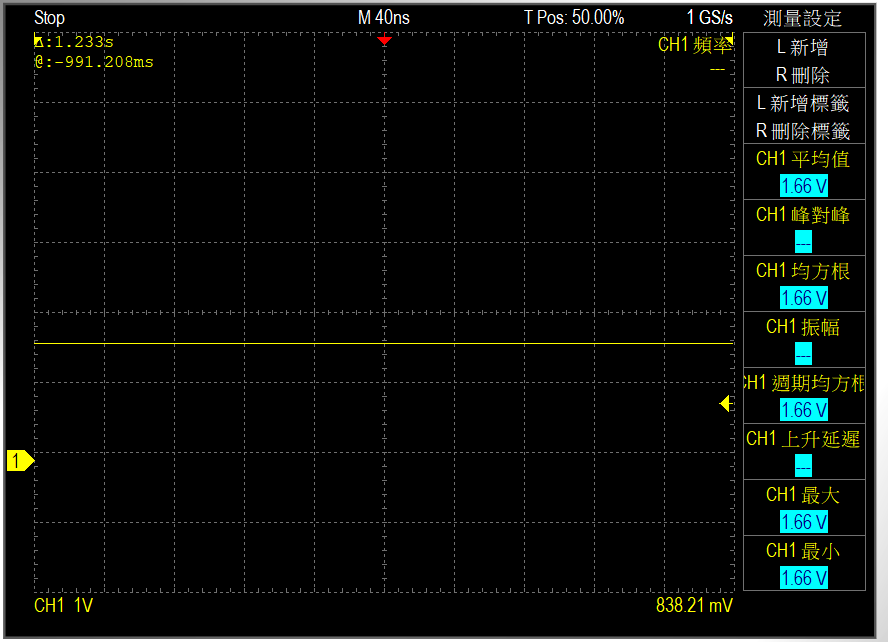 Stop M 40ns T Pos: 50.00% 1 GS/s 測量設定
Δ:1.233s
@:-991.208ms
CH1 頻率
---
L 新增
R 刪除
L 新增標籤
R 刪除標籤
CH1 平均值
1.66 V
CH1 峰對峰
---
CH1 均方根
1.66 V
CH1 振幅
---
CH1 週期均方根
1.66 V
CH1 上升延遲
---
CH1 最大
1.66 V
CH1 最小
1.66 V
1
CH1 1V 838.21 mV